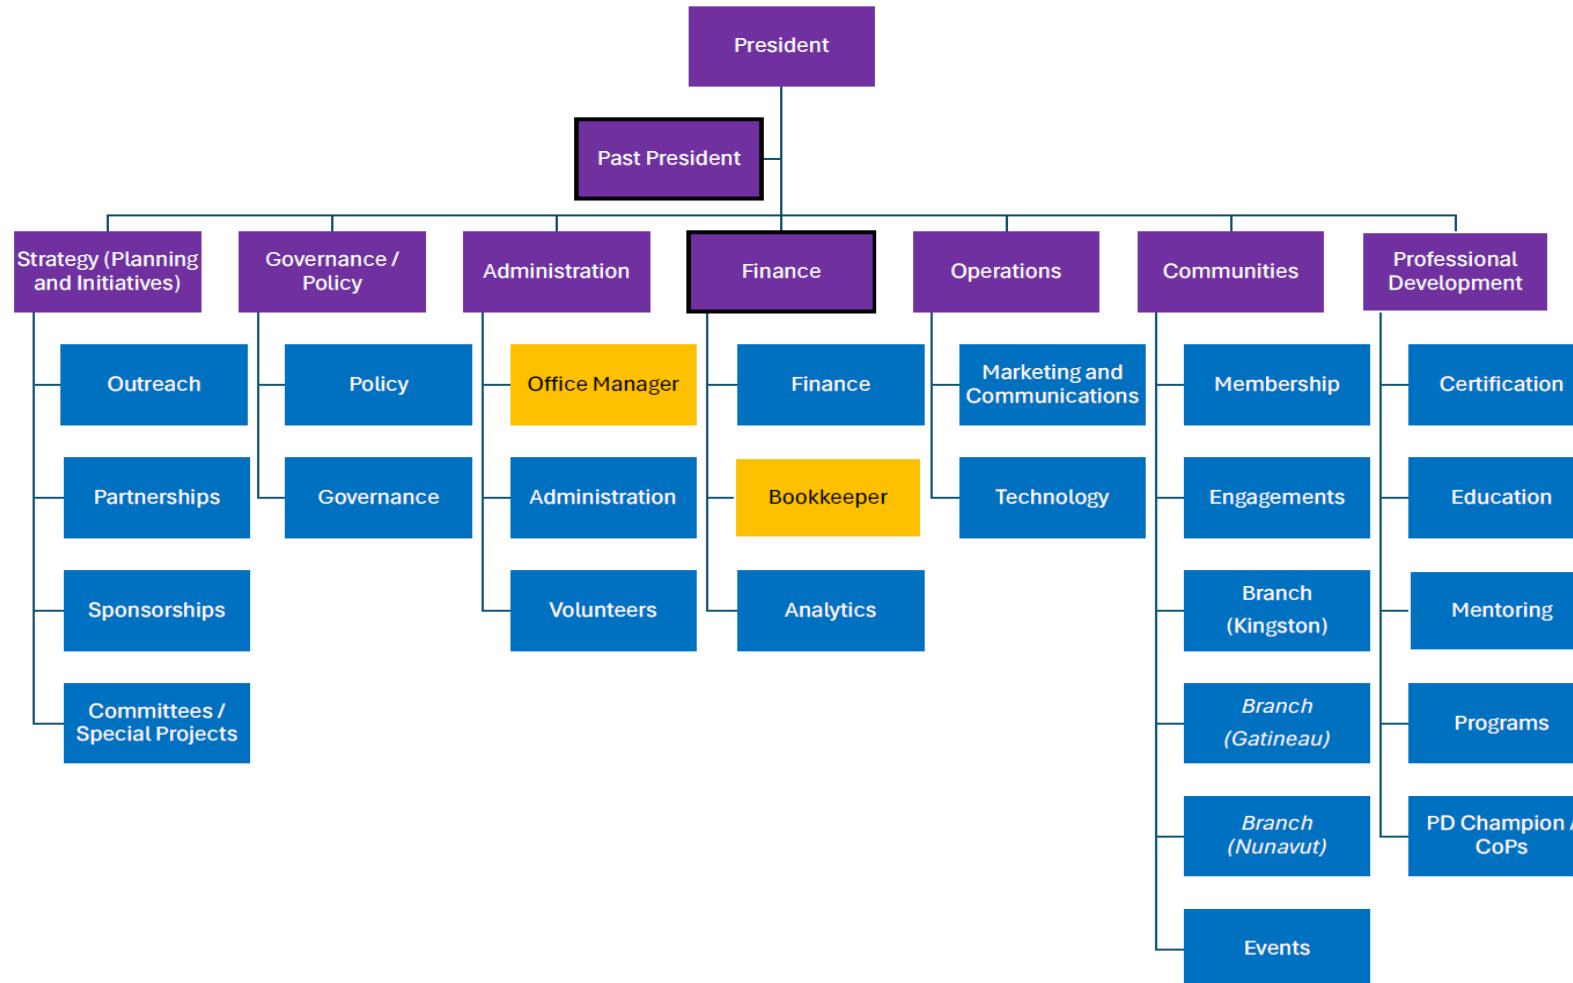 President
Past President
Strategy (Planning
and Initiatives)
Governance /
Policy
Administration
Finance
Operations
Communities
Professional
Development
Outreach
Policy
Office Manager
Finance
Marketing and
Communications
Membership
Certification
Partnerships
Governance
Administration
Bookkeeper
Technology
Engagements
Education
Sponsorships
Volunteers
Analytics
Branch
(Kingston)
Mentoring
Committees /
Special Projects
Branch
(Gatineau)
Programs
Branch
(Nunavut)
PD Champion /
CoPs
Events